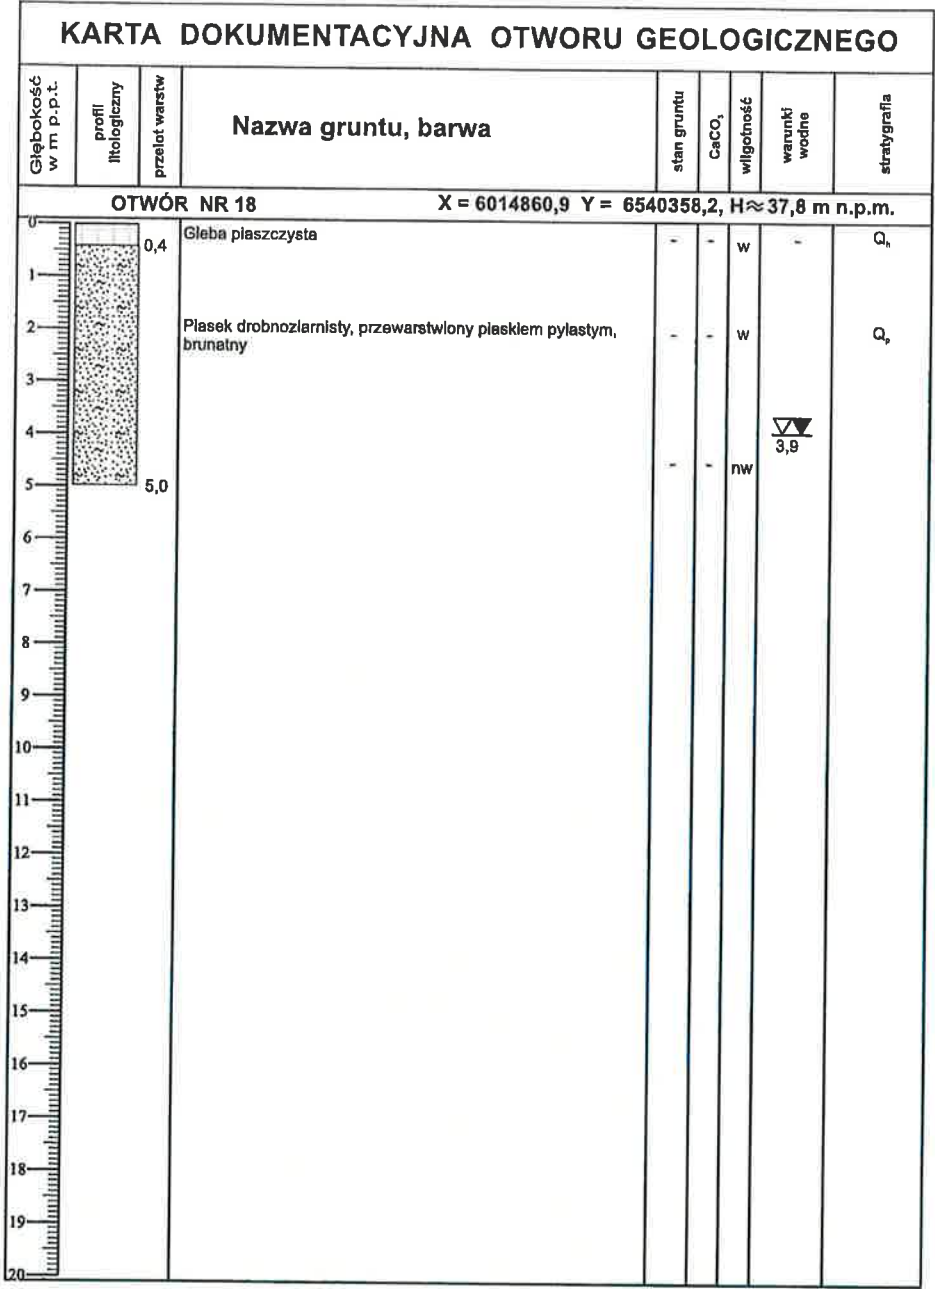 KARTA DOKUMENTACYJNA OTWORU GEOLOGICZNEGO
Głębokość
w m p.p.t.
profil
litologiczny
przelot warstw
Nazwa gruntu, barwa
stan gruntu
CaCO₃
wilgotność
warunki
wodne
stratygrafia
OTWÓR NR 18 X = 6014860,9 Y = 6540358,2, H≈37,8 m n.p.m.
0
0,4 Gleba piaszczysta - - w - Qₕ
1
2 Piasek drobnoziarnisty, przewarstwiony piaskiem pylastym, - - w Qₚ
brunatny
3
4
3,9
- - nw
5 5,0
6
7
8
9
10
11
12
13
14
15
16
17
18
19
20